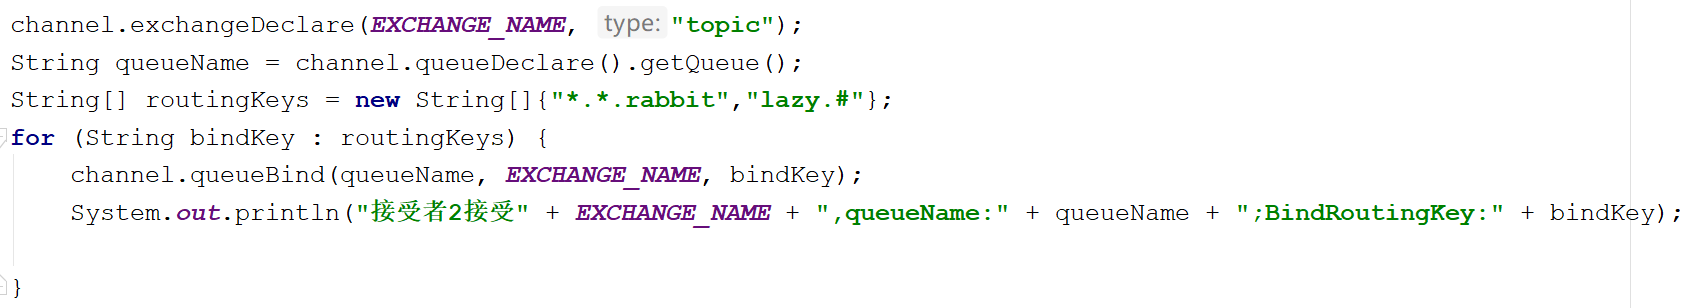 channel.exchangeDeclare(EXCHANGE_NAME, type: "topic");
String queueName = channel.queueDeclare().getQueue();
String[] routingKeys = new String[]{"*.*.rabbit","lazy.#"};
for (String bindKey : routingKeys) {
    channel.queueBind(queueName, EXCHANGE_NAME, bindKey);
    System.out.println("接受者2接受" + EXCHANGE_NAME + ",queueName:" + queueName + ";BindRoutingKey:" + bindKey);
}